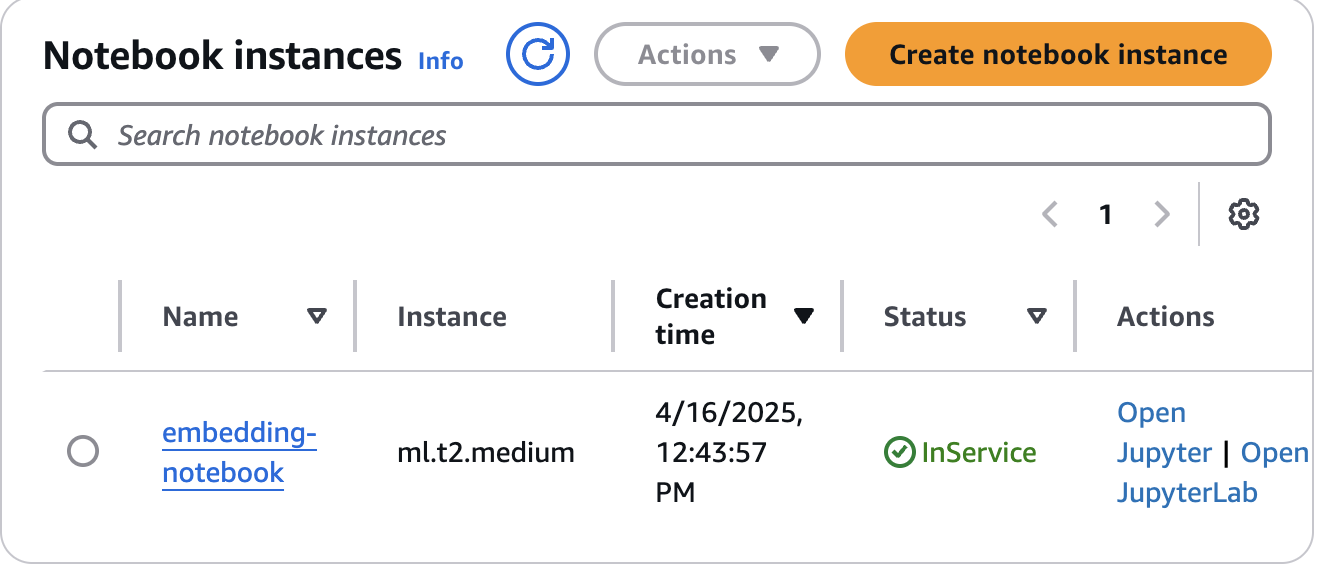 Notebook instances Info Actions Create notebook instance
Search notebook instances
1
Name Instance Creation time Status Actions
embedding-notebook ml.t2.medium 4/16/2025, 12:43:57 PM InService Open Jupyter | Open JupyterLab